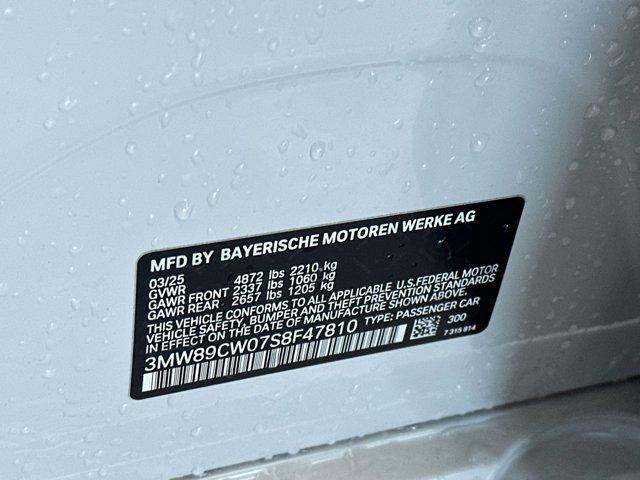 MFD BY BAYERISCHE MOTOREN WERKE AG
03/25
GVWR 4872 lbs 2210 kg
GAWR FRONT 2337 lbs 1060 kg
GAWR REAR 2657 lbs 1205 kg
THIS VEHICLE CONFORMS TO ALL APPLICABLE U.S.FEDERAL MOTOR
VEHICLE SAFETY, BUMPER AND THEFT PREVENTION STANDARDS
IN EFFECT ON THE DATE OF MANUFACTURE SHOWN ABOVE.
3MW89CW07S8F47810 TYPE: PASSENGER CAR
300
7 315 814